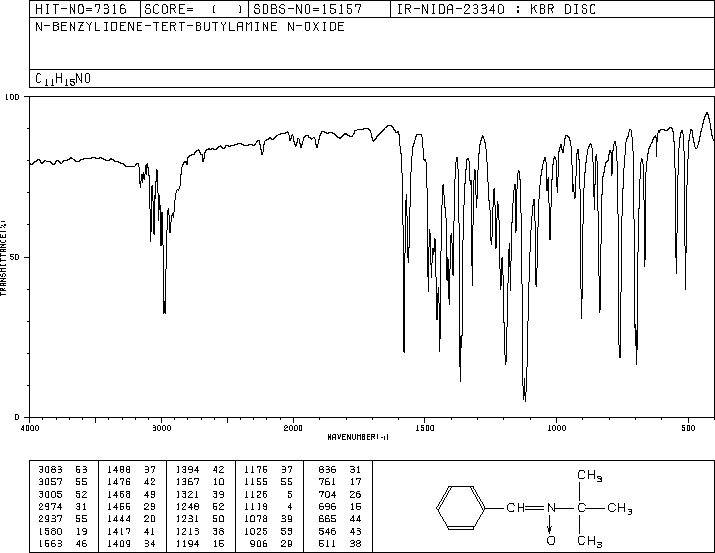 HIT-NO=7316 SCORE= ( ) SDBS-NO=15157 IR-NIDA-23340 : KBR DISC
N-BENZYLIDENE-TERT-BUTYLAMINE N-OXIDE
C11H15NO
100
50
0
TRANSMITTANCE(%)
4000 3000 2000 1500 1000 500
WAVENUMBER(-1)
3083 63 1488 37 1394 42 1176 37 836 31
3057 55 1476 42 1367 10 1155 55 761 17
3005 52 1468 49 1321 39 1126 5 704 26
2974 31 1455 29 1248 52 1119 4 696 15
2937 55 1444 20 1231 50 1078 39 665 44
1580 19 1417 41 1213 38 1025 53 546 43
1563 46 1409 34 1194 15 906 29 511 38
CH3
CH N C CH3
O CH3